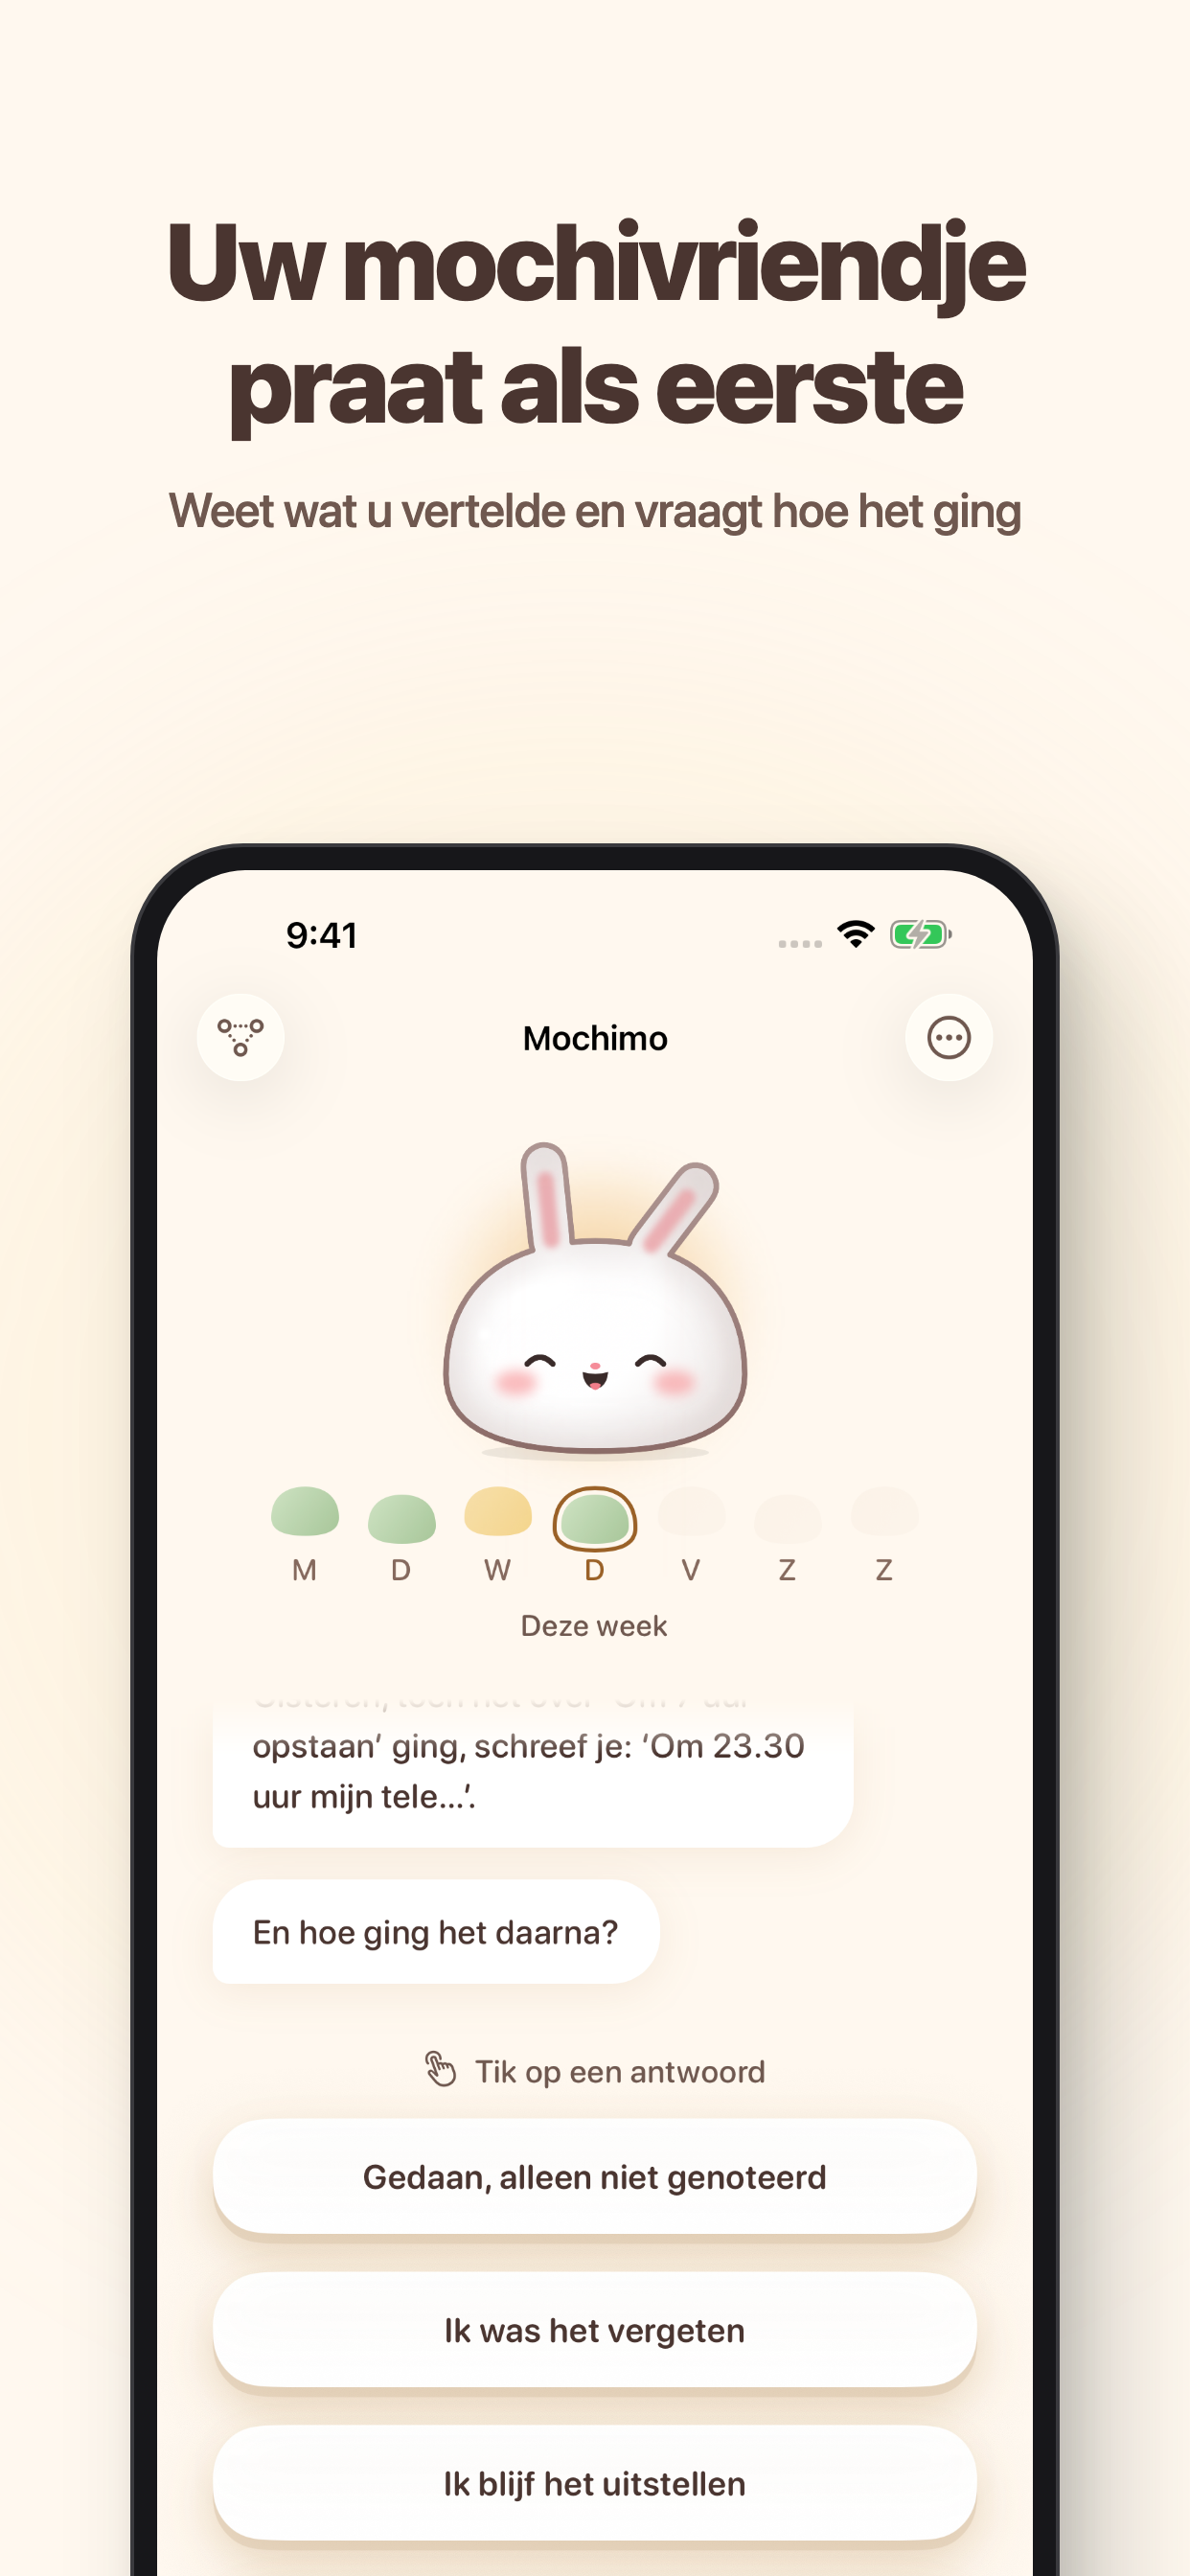 Uw mochivriendje
praat als eerste
Weet wat u vertelde en vraagt hoe het ging
9:41
Mochimo
M D W D V Z Z
Deze week
opstaan’ ging, schreef je: ‘Om 23.30
uur mijn tele...’.
En hoe ging het daarna?
Tik op een antwoord
Gedaan, alleen niet genoteerd
Ik was het vergeten
Ik blijf het uitstellen